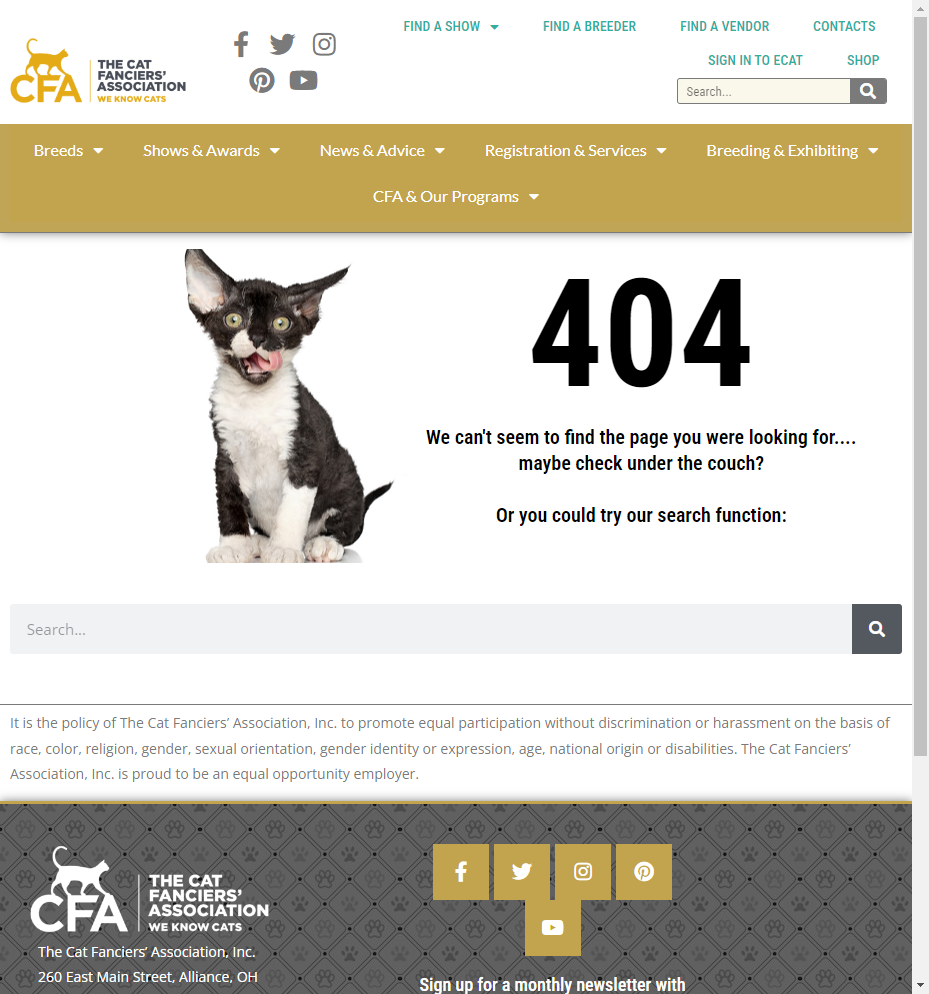 FIND A SHOW
FIND A BREEDER
FIND A VENDOR
CONTACTS
SIGN IN TO ECAT
SHOP
Search...
CFA
THE CAT
FANCIERS'
ASSOCIATION
WE KNOW CATS
Breeds
Shows & Awards
News & Advice
Registration & Services
Breeding & Exhibiting
CFA & Our Programs
404
We can't seem to find the page you were looking for....
maybe check under the couch?
Or you could try our search function:
Search...
It is the policy of The Cat Fanciers’ Association, Inc. to promote equal participation without discrimination or harassment on the basis of
race, color, religion, gender, sexual orientation, gender identity or expression, age, national origin or disabilities. The Cat Fanciers’
Association, Inc. is proud to be an equal opportunity employer.
CFA
THE CAT
FANCIERS'
ASSOCIATION
WE KNOW CATS
The Cat Fanciers’ Association, Inc.
260 East Main Street, Alliance, OH
Sign up for a monthly newsletter with